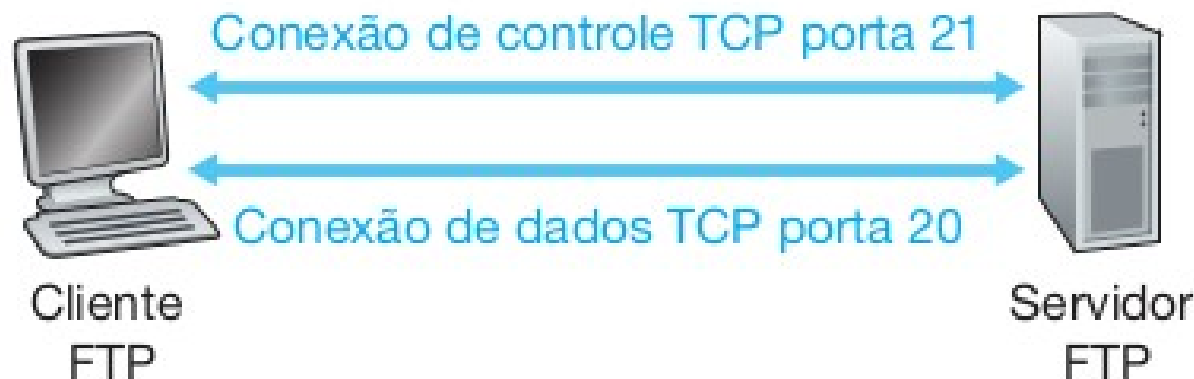 Conexão de controle TCP porta 21
Conexão de dados TCP porta 20
Cliente
FTP
Servidor
FTP